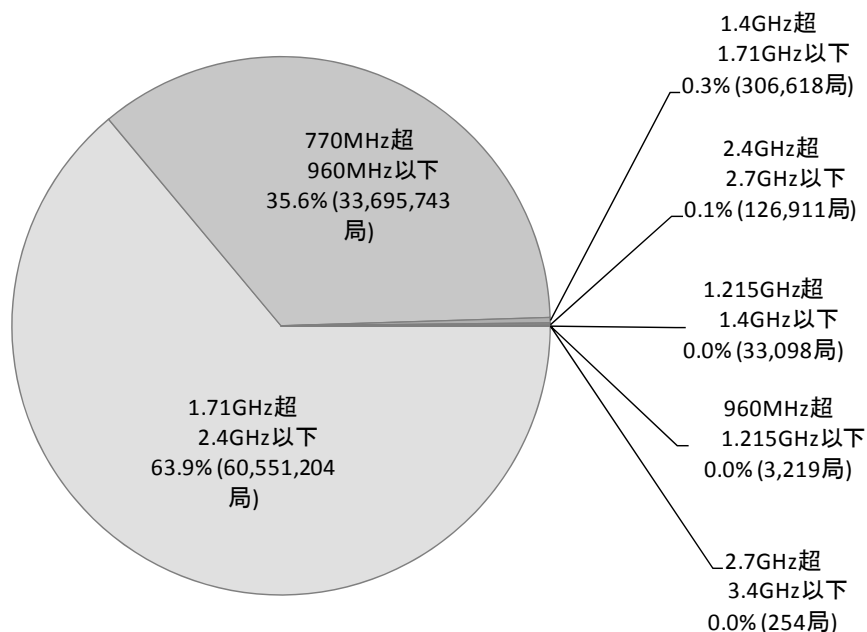 1.4GHz超
1.71GHz以下
0.3% (306,618局)
770MHz超
960MHz以下
35.6% (33,695,743
局)
2.4GHz超
2.7GHz以下
0.1% (126,911局)
1.215GHz超
1.4GHz以下
0.0% (33,098局)
1.71GHz超
2.4GHz以下
63.9% (60,551,204
局)
960MHz超
1.215GHz以下
0.0% (3,219局)
2.7GHz超
3.4GHz以下
0.0% (254局)